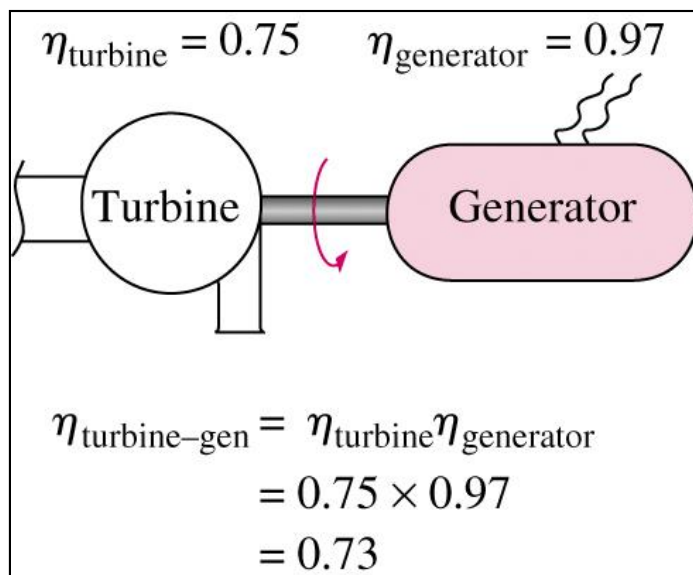 ηturbine = 0.75 ηgenerator = 0.97
Turbine Generator
ηturbine–gen = ηturbineηgenerator
= 0.75 × 0.97
= 0.73